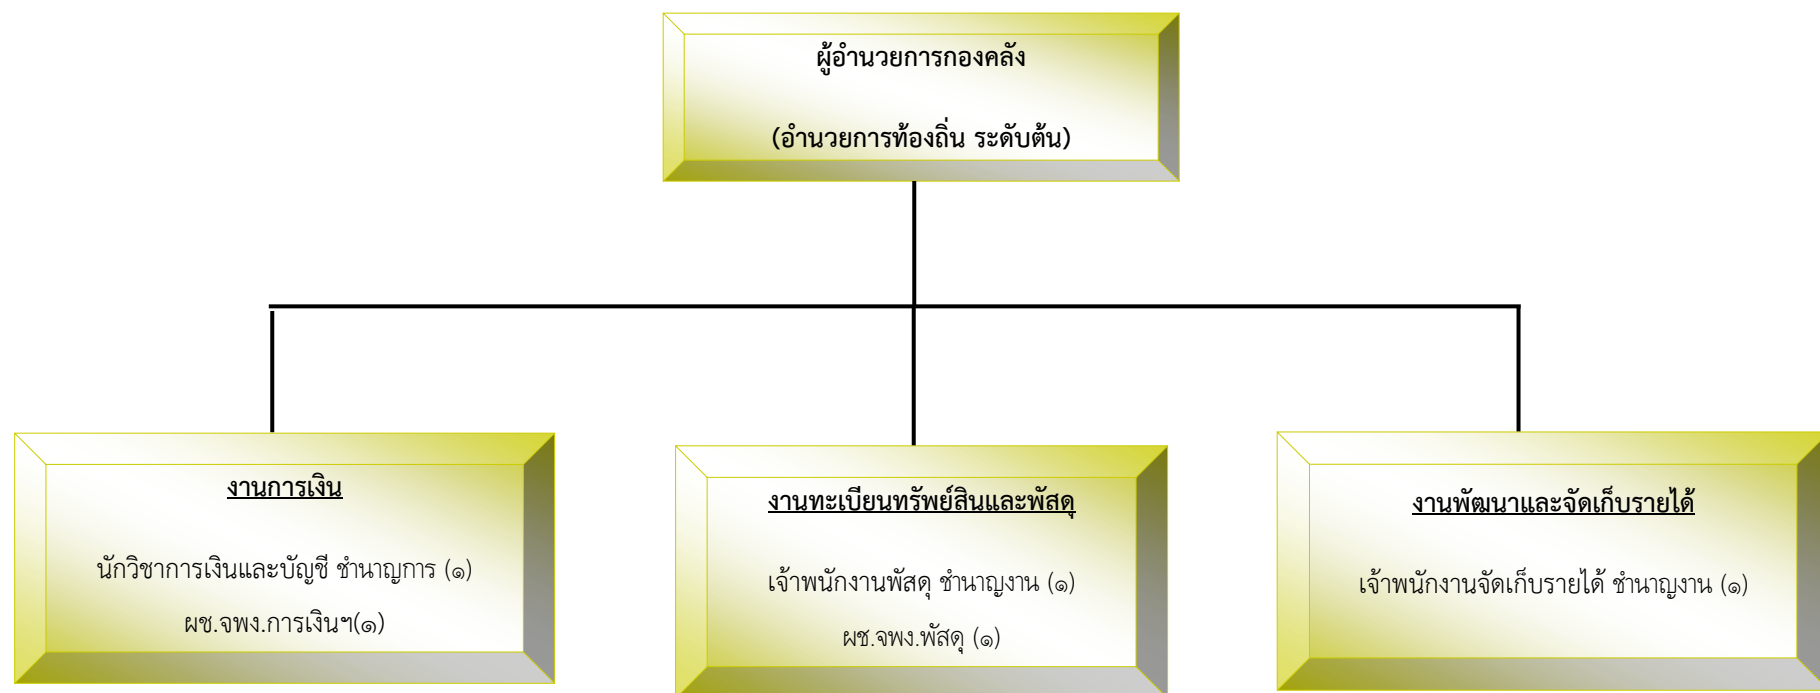 ผู้อำนวยการกองคลัง
(อำนวยการท้องถิ่น ระดับต้น)
งานการเงิน
นักวิชาการเงินและบัญชี ชำนาญการ (๑)
ผช.จพง.การเงินฯ(๑)
งานทะเบียนทรัพย์สินและพัสดุ
เจ้าพนักงานพัสดุ ชำนาญงาน (๑)
ผช.จพง.พัสดุ (๑)
งานพัฒนาและจัดเก็บรายได้
เจ้าพนักงานจัดเก็บรายได้ ชำนาญงาน (๑)